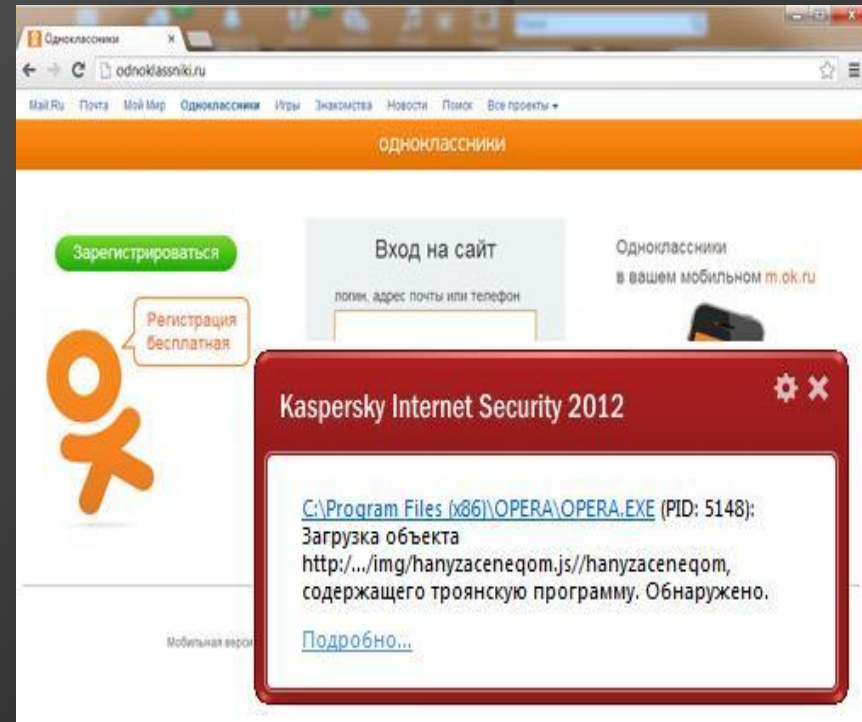 Одноклассники
odnoklassniki.ru
Mail.Ru Почта Мой Мир Одноклассники Игры Знакомства Новости Поиск Все проекты
одноклассники
Зарегистрироваться
Регистрация
бесплатная
Вход на сайт
логин, адрес почты или телефон
Одноклассники
в вашем мобильном m.ok.ru
Kaspersky Internet Security 2012
C:\Program Files (x86)\OPERA\OPERA.EXE (PID: 5148):
Загрузка объекта
http:/.../img/hanyzaceneqom.js//hanyzaceneqom,
содержащего троянскую программу. Обнаружено.
Подробно...
Мобильная верси